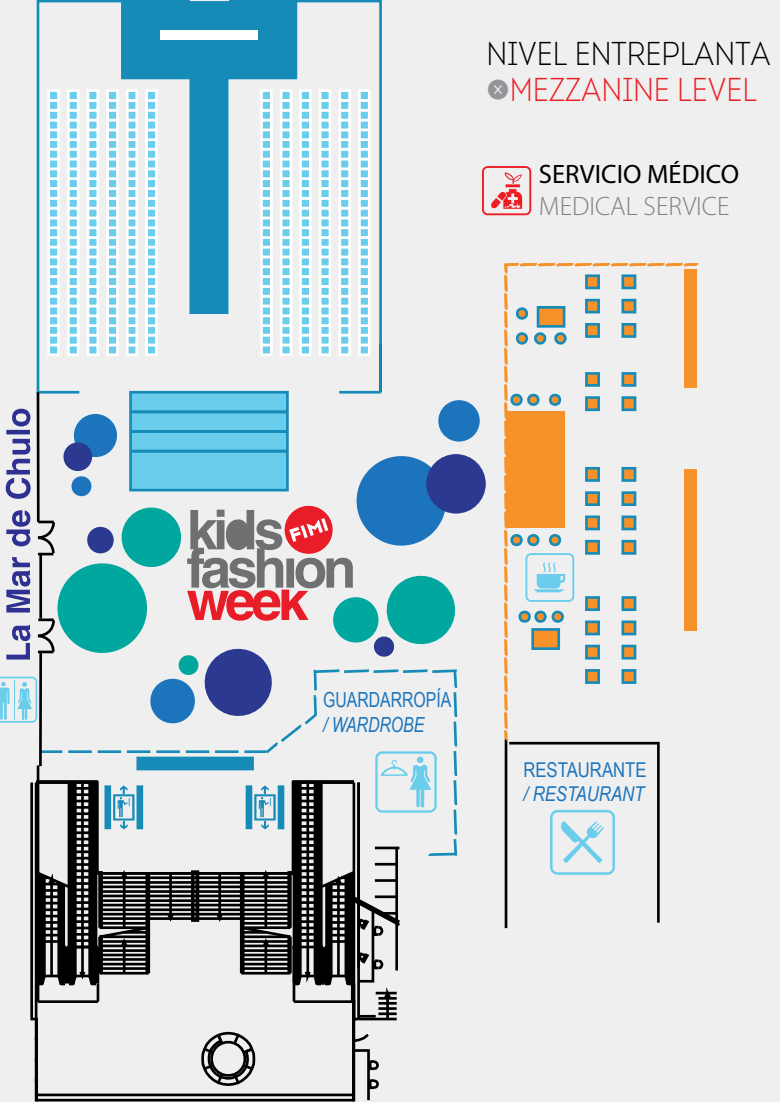 NIVEL ENTREPLANTA
MEZZANINE LEVEL
SERVICIO MÉDICO
MEDICAL SERVICE
La Mar de Chulo
kids FIMI
fashion
week
GUARDARROPÍA
/ WARDROBE
RESTAURANTE
/ RESTAURANT